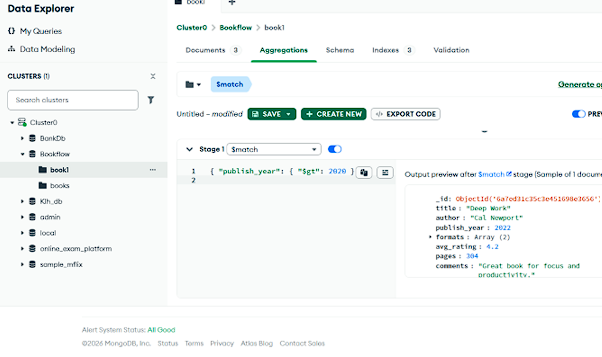 Data Explorer
My Queries
Data Modeling
CLUSTERS (1)
Search clusters
Cluster0
BankDb
Bookflow
book1
books
Klh_db
admin
local
online_exam_platform
sample_mflix
book1
Cluster0 > Bookflow > book1
Documents 3 Aggregations Schema Indexes 3 Validation
$match
Generate op
Untitled – modified SAVE + CREATE NEW </> EXPORT CODE PREV
Stage 1 $match
1 { "publish_year": { "$gt": 2020 }
2
Output preview after $match stage (Sample of 1 docume
_id: ObjectId('6a7ed31c35c3e451698e3656')
title: "Deep Work"
author: "Cal Newport"
publish_year: 2022
formats: Array (2)
avg_rating: 4.2
pages: 304
comments: "Great book for focus and
productivity."
Alert System Status: All Good
©2026 MongoDB, Inc. Status Terms Privacy Atlas Blog Contact Sales